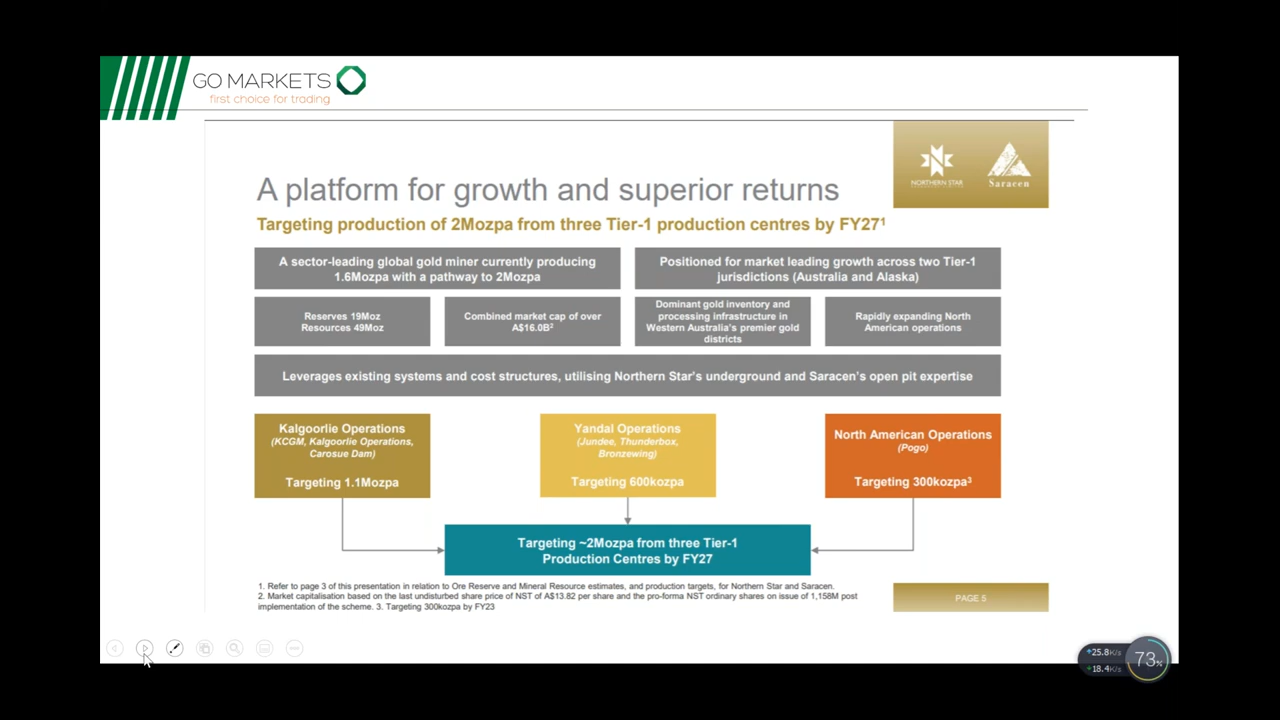 GO MARKETS
first choice for trading
NORTHERN STAR
Saracen
A platform for growth and superior returns
Targeting production of 2Mozpa from three Tier-1 production centres by FY27¹
A sector-leading global gold miner currently producing
1.6Mozpa with a pathway to 2Mozpa
Positioned for market leading growth across two Tier-1
jurisdictions (Australia and Alaska)
Reserves 19Moz
Resources 49Moz
Combined market cap of over
A$16.0B²
Dominant gold inventory and
processing infrastructure in
Western Australia's premier gold
districts
Rapidly expanding North
American operations
Leverages existing systems and cost structures, utilising Northern Star's underground and Saracen's open pit expertise
Kalgoorlie Operations
(KCGM, Kalgoorlie Operations,
Carosue Dam)
Targeting 1.1Mozpa
Yandal Operations
(Jundee, Thunderbox,
Bronzewing)
Targeting 600kozpa
North American Operations
(Pogo)
Targeting 300kozpa³
Targeting ~2Mozpa from three Tier-1
Production Centres by FY27
1. Refer to page 3 of this presentation in relation to Ore Reserve and Mineral Resource estimates, and production targets, for Northern Star and Saracen.
2. Market capitalisation based on the last undisturbed share price of NST of A$13.82 per share and the pro-forma NST ordinary shares on issue of 1,158M post
implementation of the scheme. 3. Targeting 300kozpa by FY23
PAGE 5
25.8K/s
18.4K/s
73%